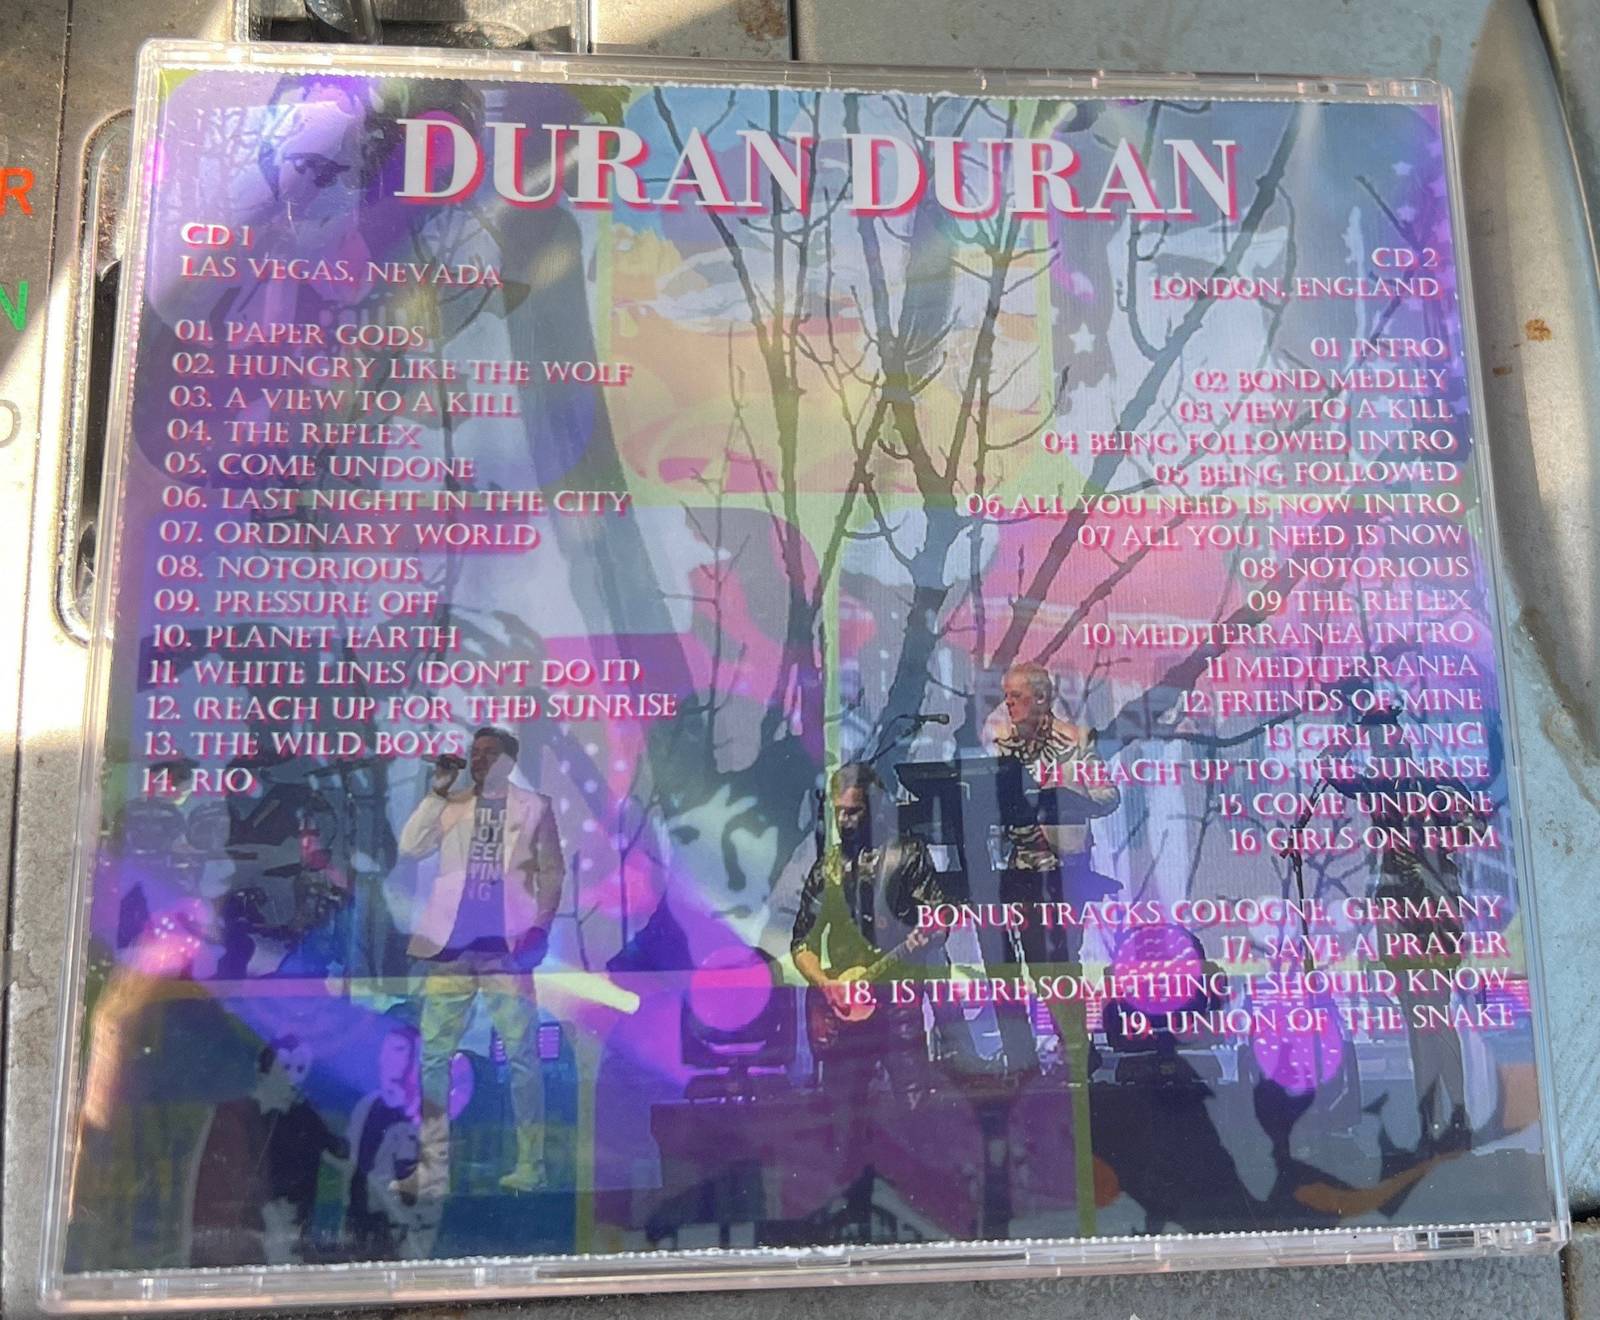 DURAN DURAN
CD 1
LAS VEGAS, NEVADA
01. PAPER GODS
02. HUNGRY LIKE THE WOLF
03. A VIEW TO A KILL
04. THE REFLEX
05. COME UNDONE
06. LAST NIGHT IN THE CITY
07. ORDINARY WORLD
08. NOTORIOUS
09. PRESSURE OFF
10. PLANET EARTH
11. WHITE LINES (DON'T DO IT)
12. (REACH UP FOR THE) SUNRISE
13. THE WILD BOYS
14. RIO
CD 2
LONDON, ENGLAND
01 INTRO
02 BOND MEDLEY
03 VIEW TO A KILL
04 BEING FOLLOWED INTRO
05 BEING FOLLOWED
06 ALL YOU NEED IS NOW INTRO
07 ALL YOU NEED IS NOW
08 NOTORIOUS
09 THE REFLEX
10 MEDITERRANEA INTRO
11 MEDITERRANEA
12 FRIENDS OF MINE
13 GIRL PANIC!
14 REACH UP TO THE SUNRISE
15 COME UNDONE
16 GIRLS ON FILM
BONUS TRACKS COLOGNE, GERMANY
17. SAVE A PRAYER
18. IS THERE SOMETHING I SHOULD KNOW
19. UNION OF THE SNAKE
R
N